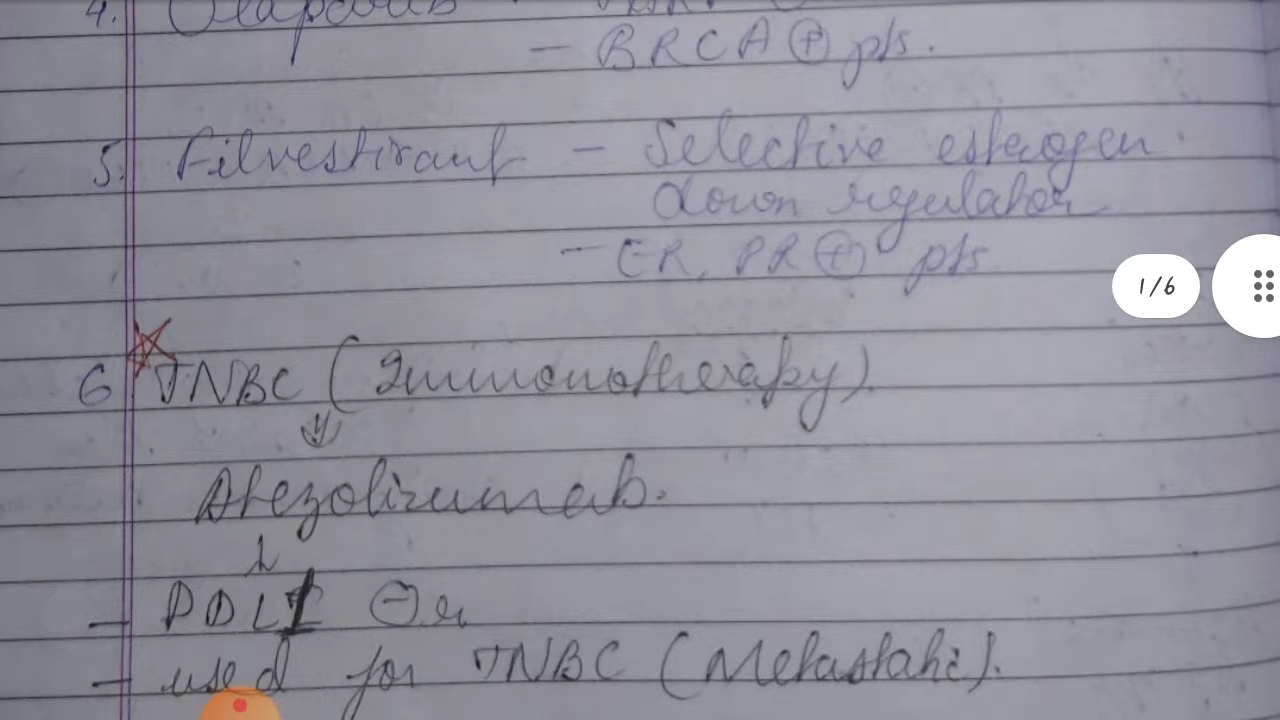 4. Olaparib -
- BRCA ⊕ pts.
5. Fulvestrant - Selective estrogen
down regulator
- ER, PR ⊕ pts
1/6
6 TNBC (Immunotherapy).
Atezolizumab.
- PDL1 ⊖ r
- used for TNBC (Metastatic).